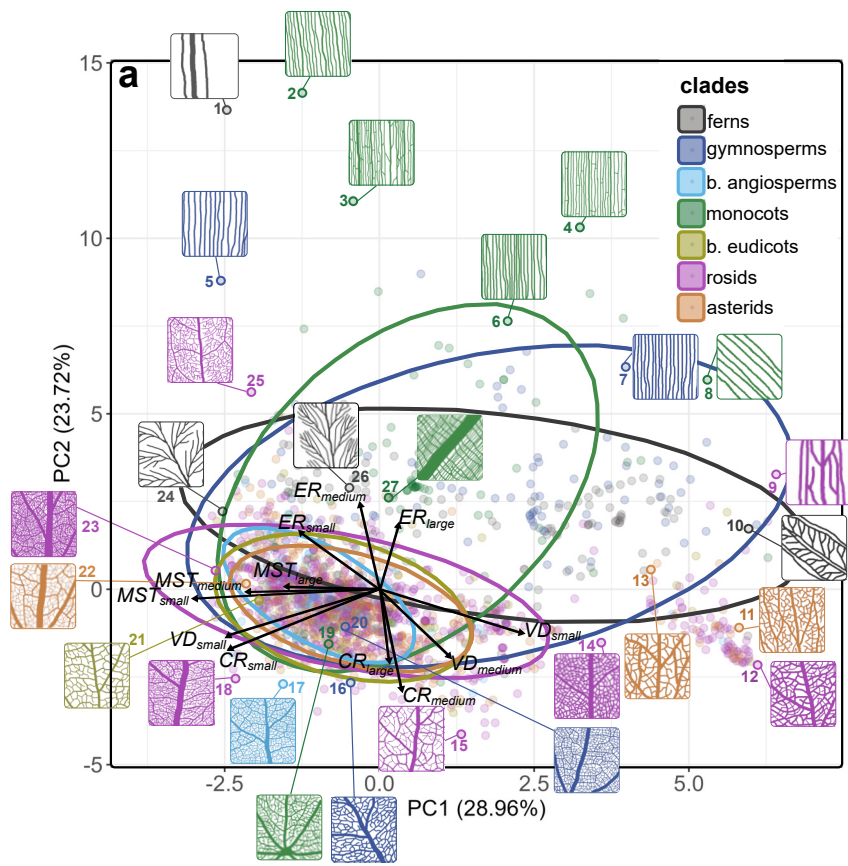 a
15
10
5
0
-5
PC2 (23.72%)
-2.5
0.0
2.5
5.0
PC1 (28.96%)
clades
ferns
gymnosperms
b. angiosperms
monocots
b. eudicots
rosids
asterids
1
2
3
4
5
6
7
8
25
9
24
26
27
10
ERmedium
ERlarge
ERsmall
23
22
MSTlarge
MSTmedium
MSTsmall
13
11
19
20
21
VDsmall
VDsmall
CRsmall
CRlarge
VDmedium
14
12
18
17
16
CRmedium
15